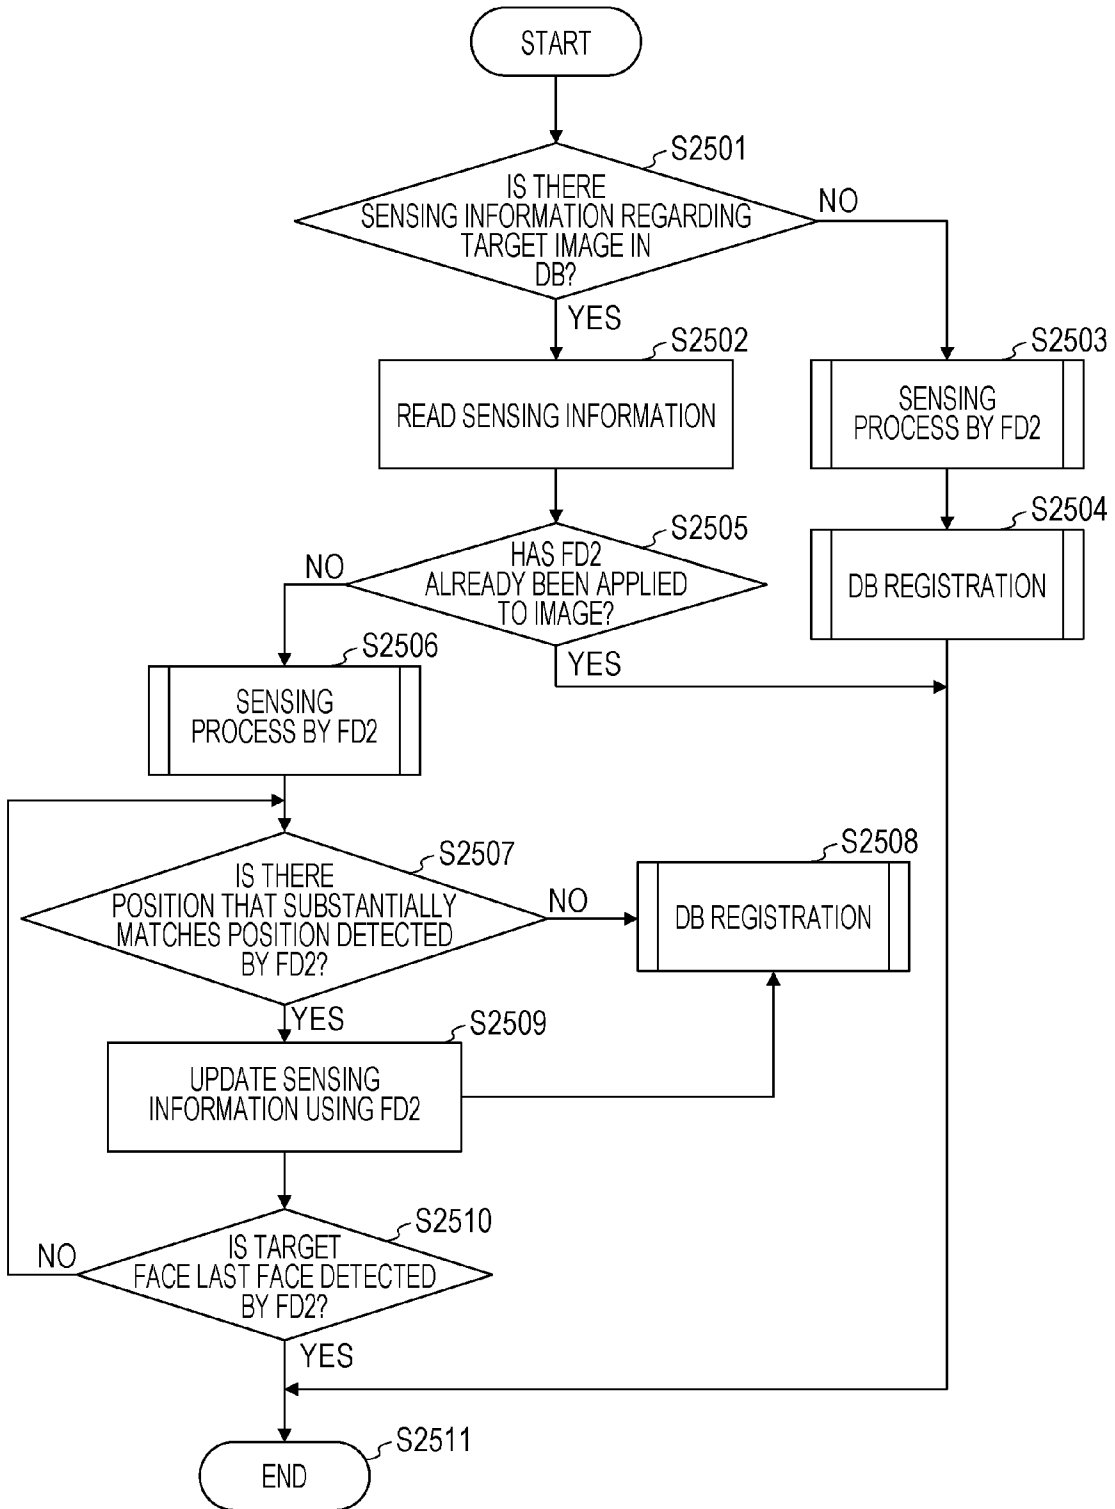 START
S2501
IS THERE
SENSING INFORMATION REGARDING
TARGET IMAGE IN
DB?
NO
YES
S2502
READ SENSING INFORMATION
S2503
SENSING
PROCESS BY FD2
S2504
DB REGISTRATION
S2505
HAS FD2
ALREADY BEEN APPLIED
TO IMAGE?
NO
YES
S2506
SENSING
PROCESS BY FD2
S2507
IS THERE
POSITION THAT SUBSTANTIALLY
MATCHES POSITION DETECTED
BY FD2?
NO
YES
S2508
DB REGISTRATION
S2509
UPDATE SENSING
INFORMATION USING FD2
S2510
IS TARGET
FACE LAST FACE DETECTED
BY FD2?
NO
YES
S2511
END